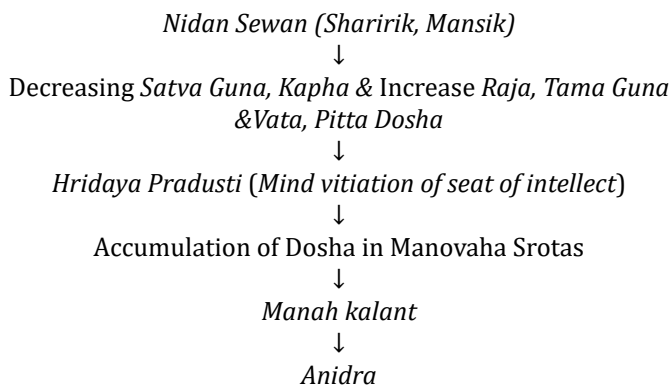 Nidan Sewan (Sharirik, Mansik)
↓
Decreasing Satva Guna, Kapha & Increase Raja, Tama Guna
&Vata, Pitta Dosha
↓
Hridaya Pradusti (Mind vitiation of seat of intellect)
↓
Accumulation of Dosha in Manovaha Srotas
↓
Manah kalant
↓
Anidra